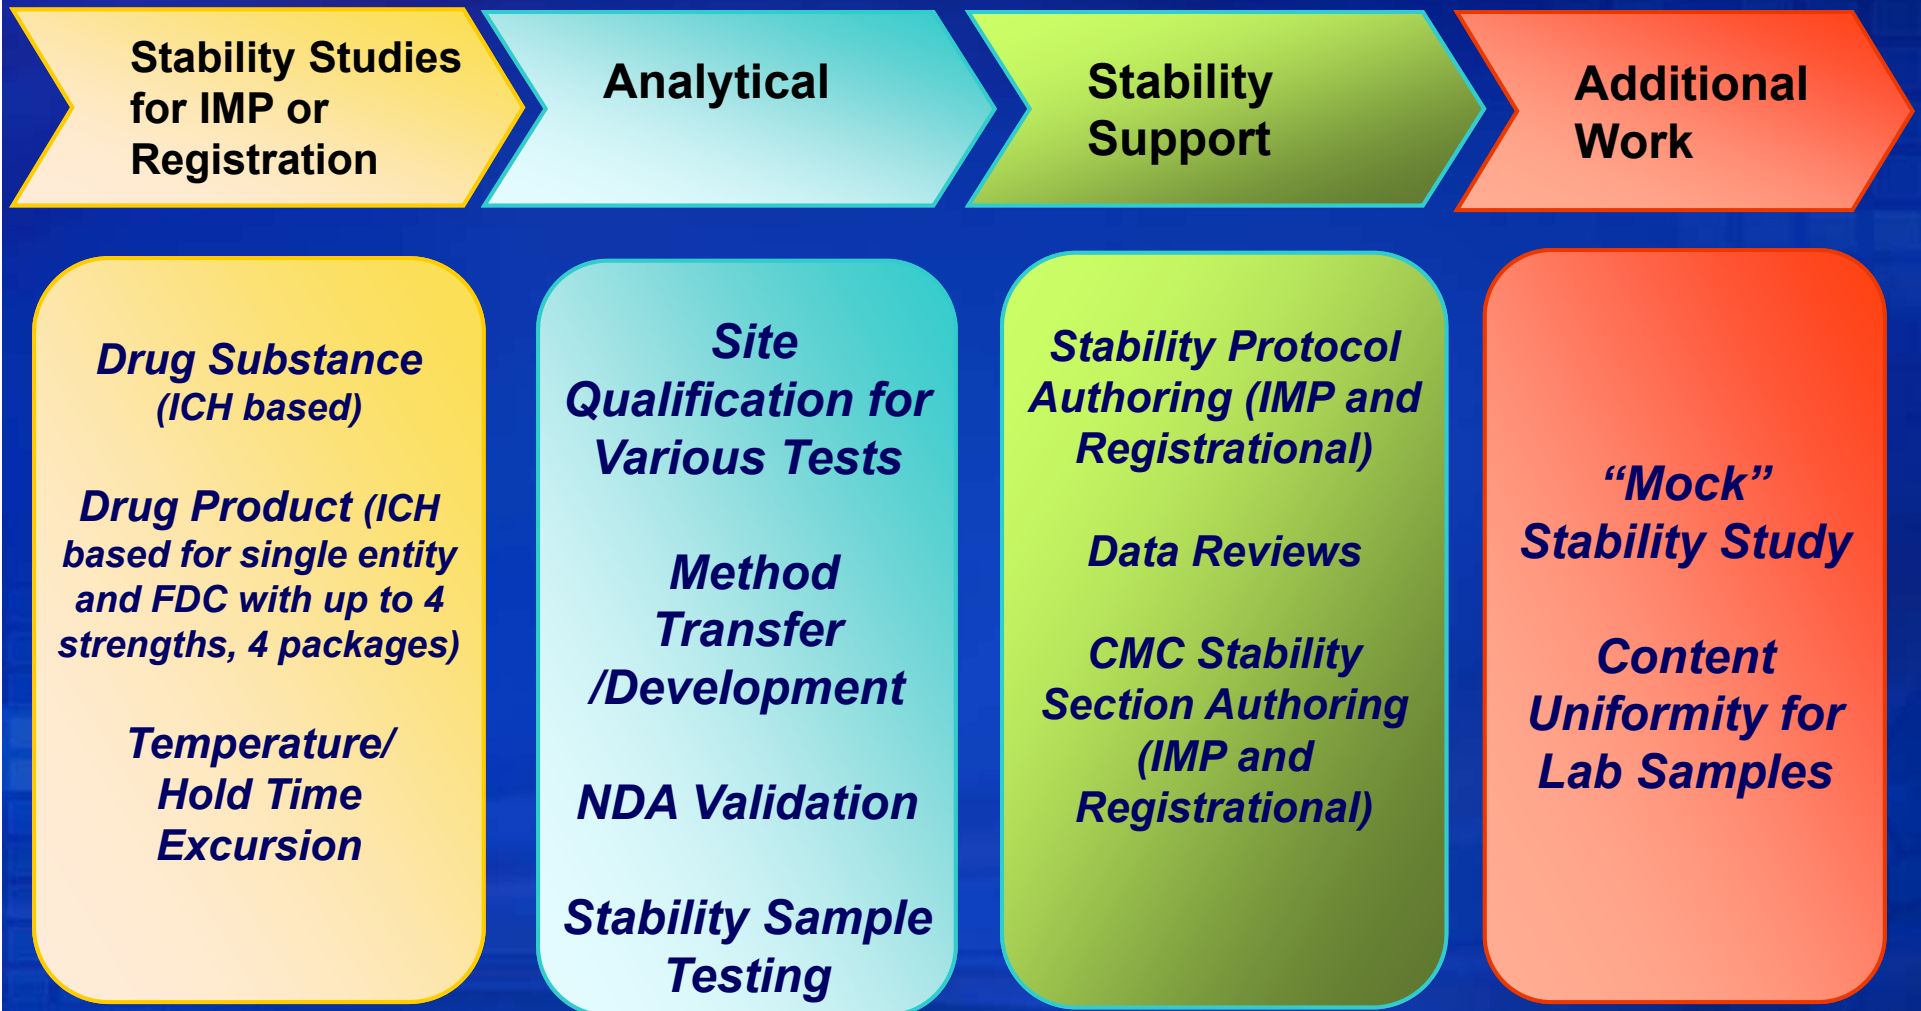 Stability Studies
for IMP or
Registration
Analytical
Stability
Support
Additional
Work
Drug Substance
(ICH based)
Drug Product (ICH
based for single entity
and FDC with up to 4
strengths, 4 packages)
Temperature/
Hold Time
Excursion
Site
Qualification for
Various Tests
Method
Transfer
/Development
NDA Validation
Stability Sample
Testing
Stability Protocol
Authoring (IMP and
Registrational)
Data Reviews
CMC Stability
Section Authoring
(IMP and
Registrational)
“Mock”
Stability Study
Content
Uniformity for
Lab Samples